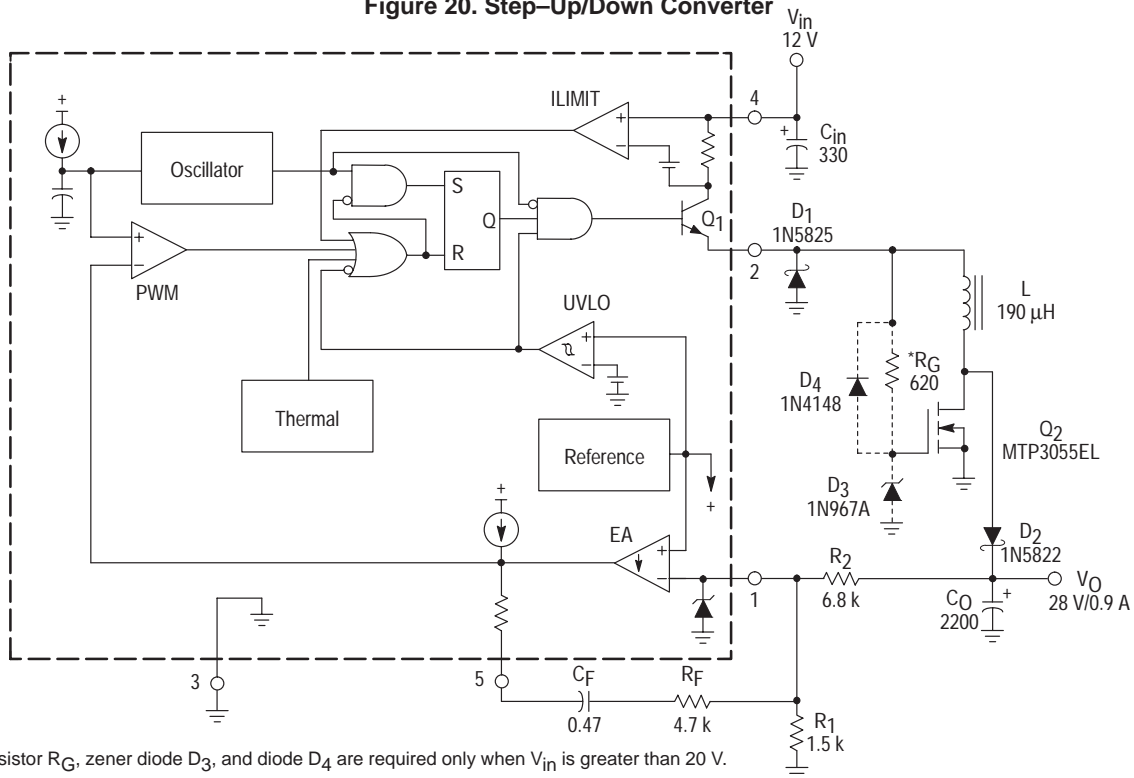 Figure 20. Step–Up/Down Converter
Vin
12 V
4
+
Cin
330
ILIMIT
+
–
+
Oscillator
S
Q
R
Q1
D1
1N5825
2
+
–
PWM
L
190 µH
UVLO
+
–
*RG
620
D4
1N4148
Thermal
Reference
+
Q2
MTP3055EL
D3
1N967A
+
EA
+
–
1
R2
6.8 k
D2
1N5822
VO
28 V/0.9 A
CO
2200
+
3
5
CF
0.47
RF
4.7 k
R1
1.5 k
sistor RG, zener diode D3, and diode D4 are required only when Vin is greater than 20 V.